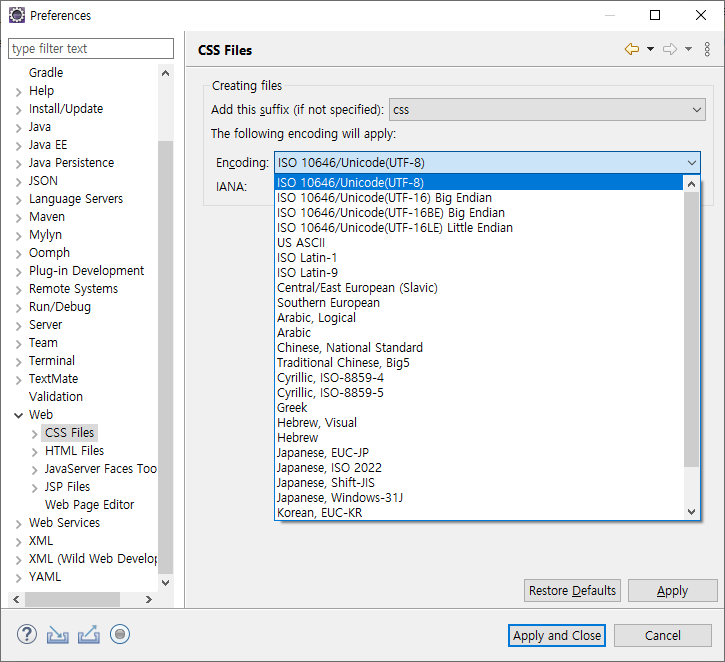 Preferences
type filter text
Gradle
Help
Install/Update
Java
Java EE
Java Persistence
JSON
Language Servers
Maven
Mylyn
Oomph
Plug-in Development
Remote Systems
Run/Debug
Server
Team
Terminal
TextMate
Validation
Web
CSS Files
HTML Files
JavaServer Faces Too
JSP Files
Web Page Editor
Web Services
XML
XML (Wild Web Develop
YAML
CSS Files
Creating files
Add this suffix (if not specified): css
The following encoding will apply:
Encoding: ISO 10646/Unicode(UTF-8)
IANA:
ISO 10646/Unicode(UTF-8)
ISO 10646/Unicode(UTF-16) Big Endian
ISO 10646/Unicode(UTF-16BE) Big Endian
ISO 10646/Unicode(UTF-16LE) Little Endian
US ASCII
ISO Latin-1
ISO Latin-9
Central/East European (Slavic)
Southern European
Arabic, Logical
Arabic
Chinese, National Standard
Traditional Chinese, Big5
Cyrillic, ISO-8859-4
Cyrillic, ISO-8859-5
Greek
Hebrew, Visual
Hebrew
Japanese, EUC-JP
Japanese, ISO 2022
Japanese, Shift-JIS
Japanese, Windows-31J
Korean, EUC-KR
Restore Defaults
Apply
?
Apply and Close
Cancel